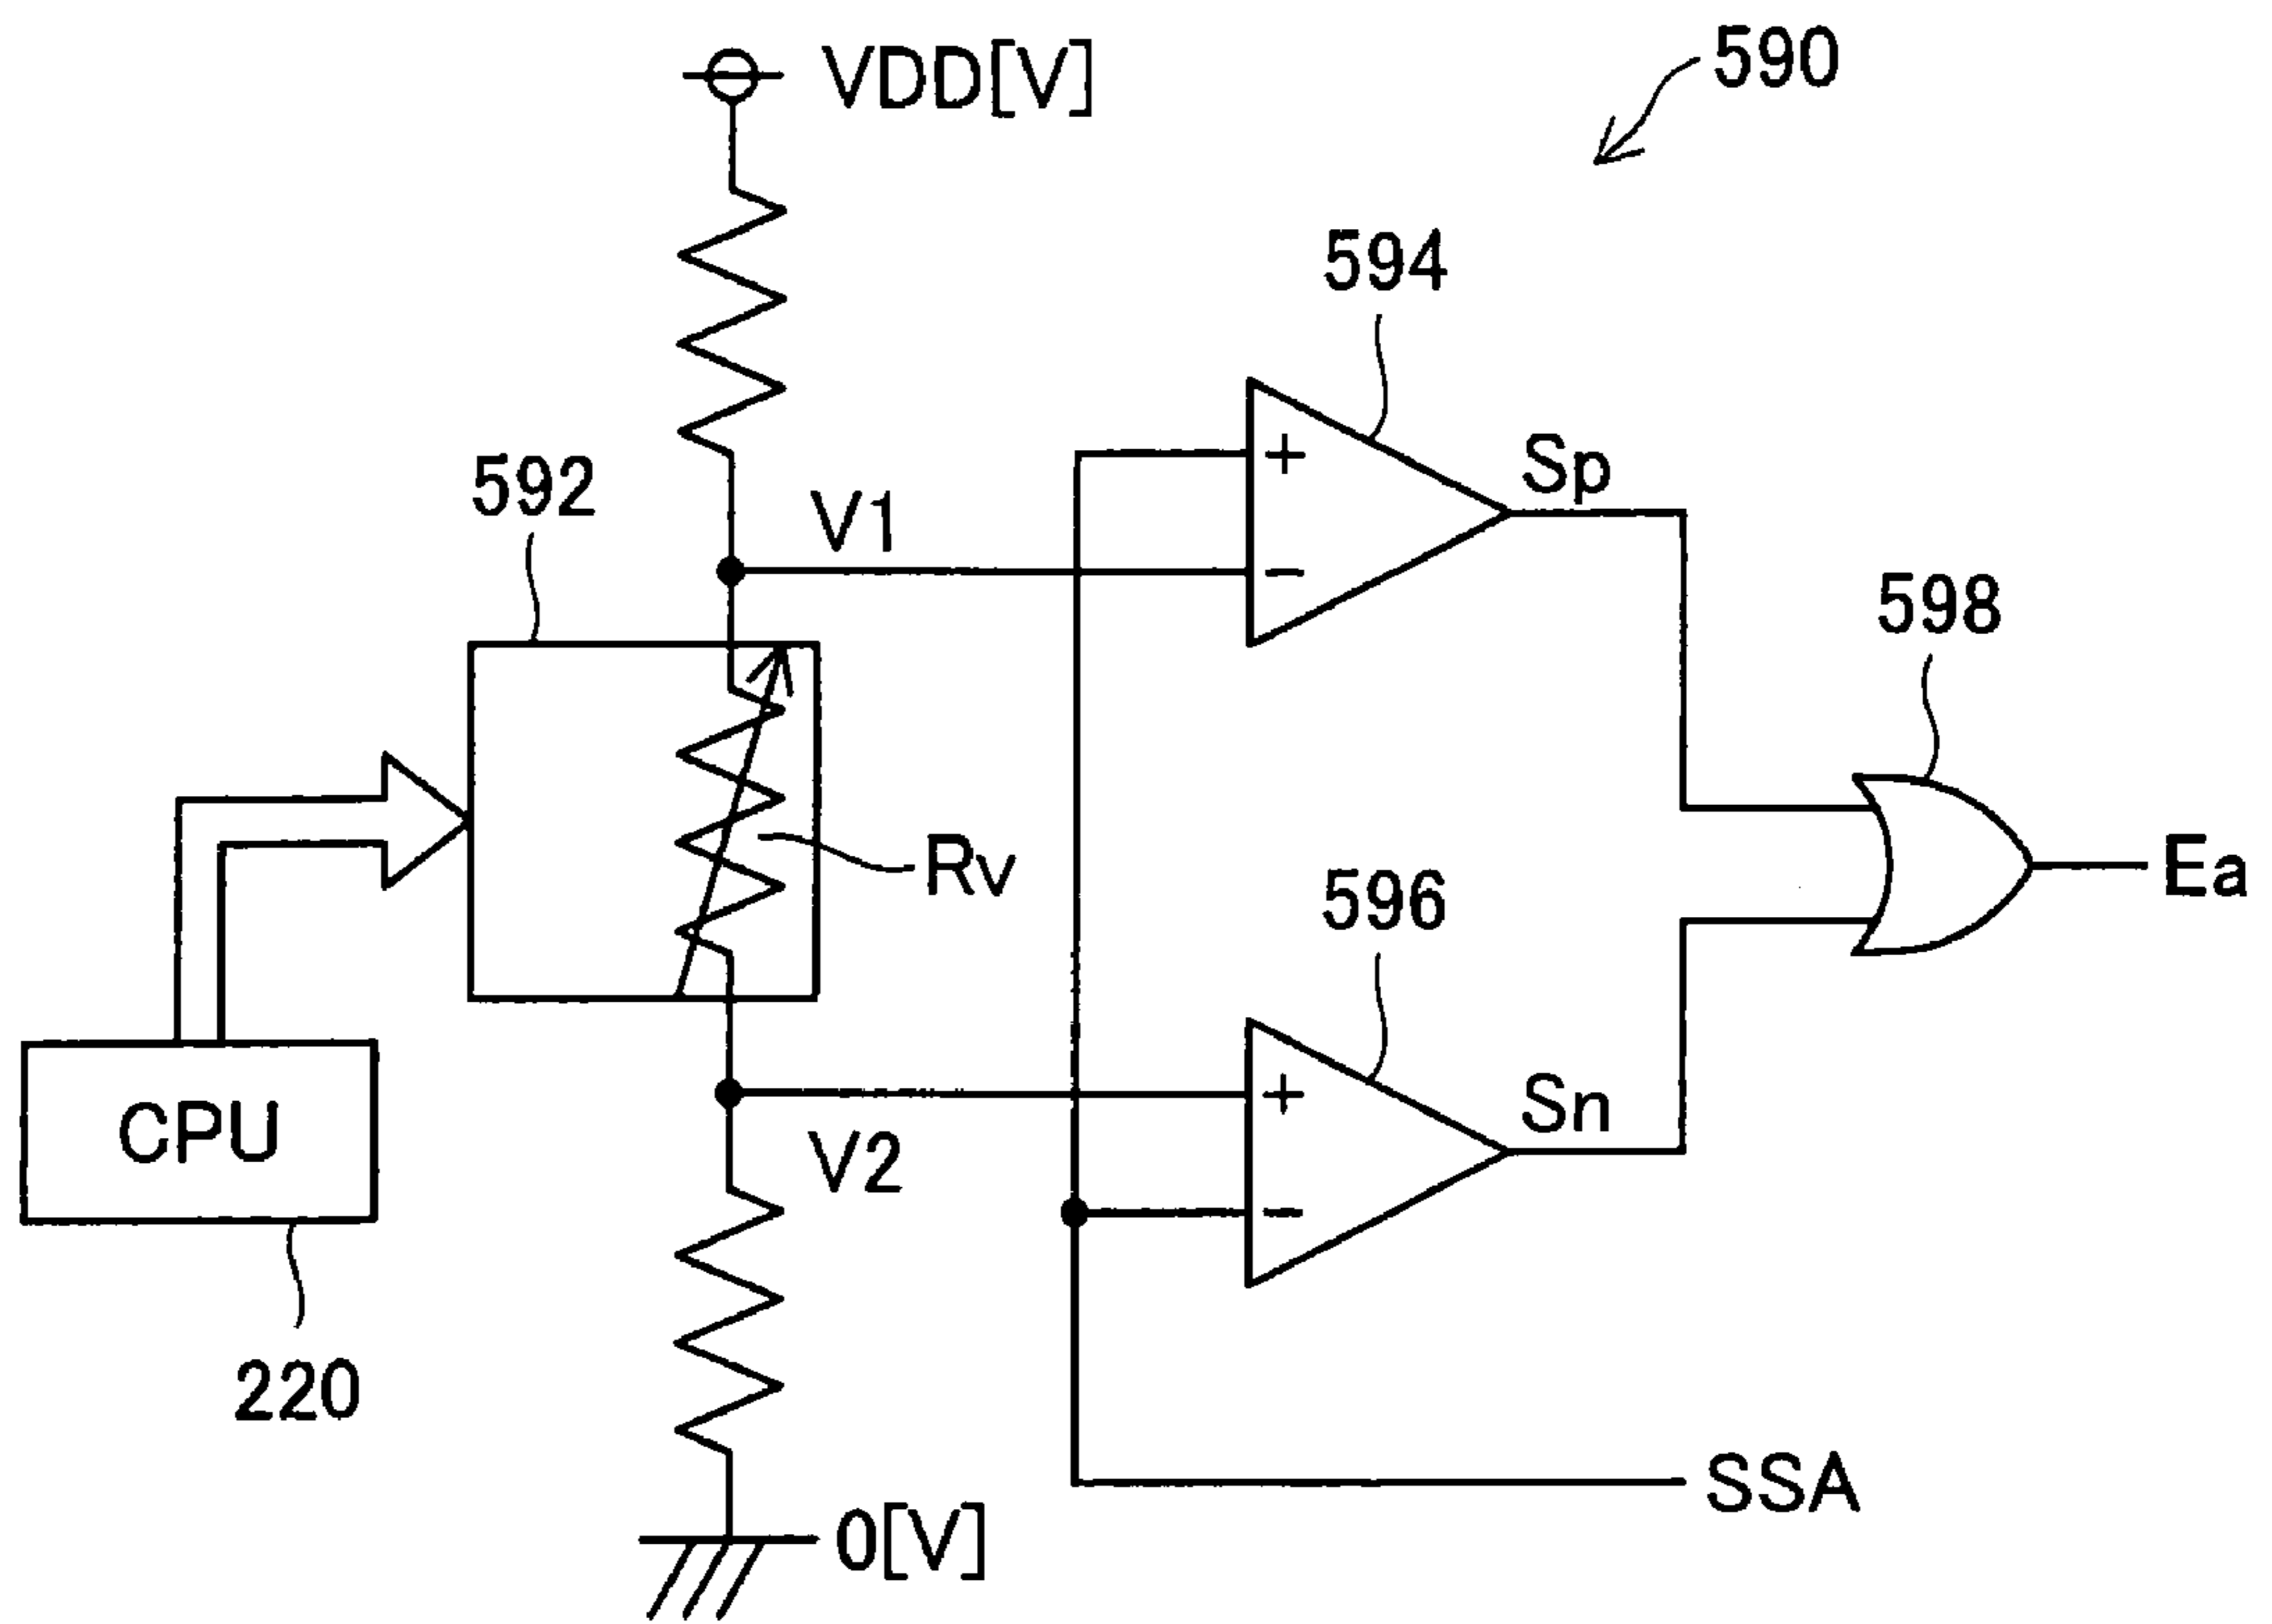 VDD[V]
590
594
Sp
592
V1
+
−
598
Rv
Ea
596
Sn
CPU
+
−
V2
220
SSA
0[V]